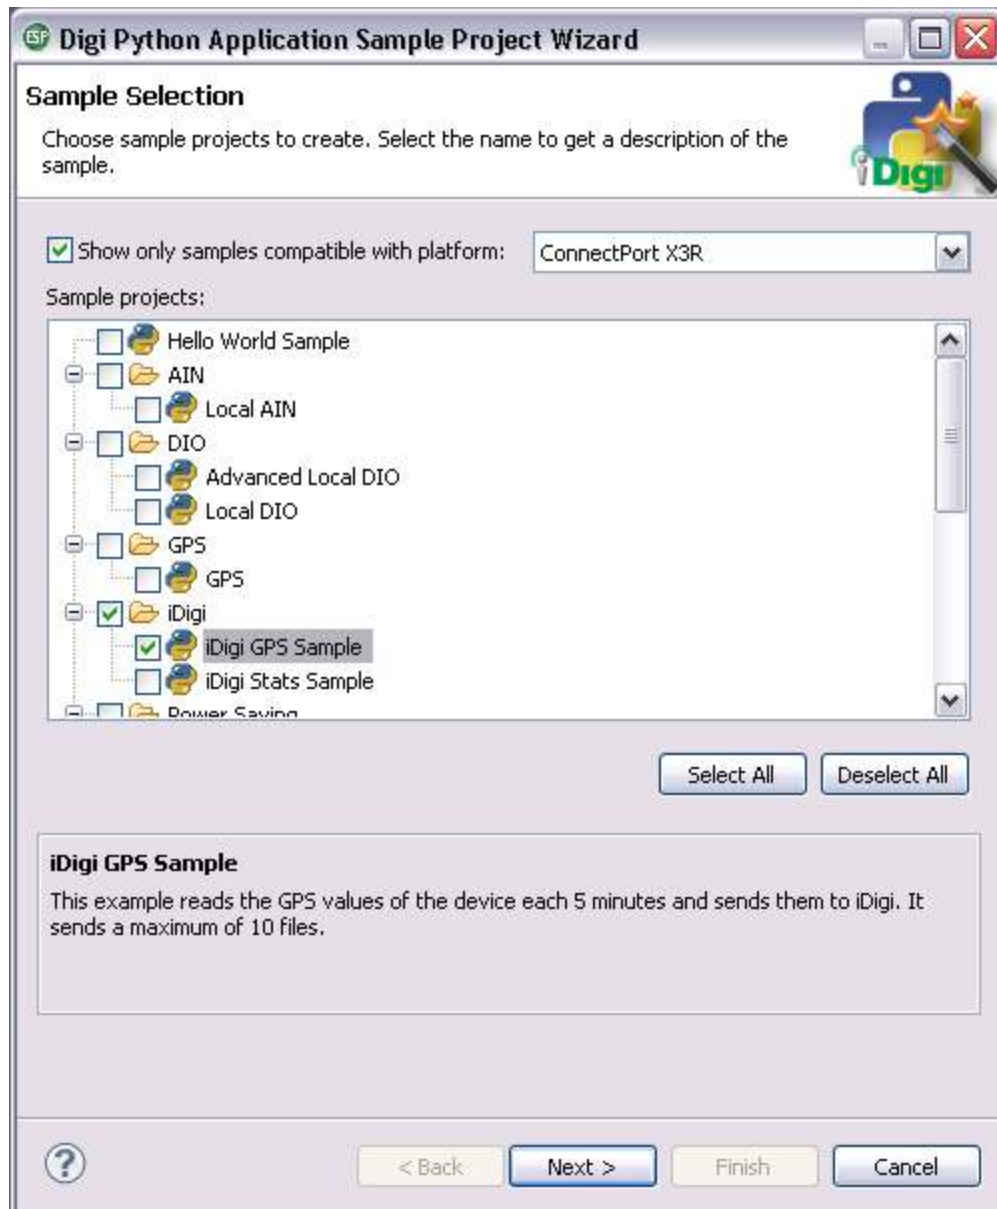 ESP Digi Python Application Sample Project Wizard
Sample Selection
Choose sample projects to create. Select the name to get a description of the
sample.
iDigi
Show only samples compatible with platform:
ConnectPort X3R
Sample projects:
Hello World Sample
AIN
Local AIN
DIO
Advanced Local DIO
Local DIO
GPS
GPS
iDigi
iDigi GPS Sample
iDigi Stats Sample
Power Saving
Select All
Deselect All
iDigi GPS Sample
This example reads the GPS values of the device each 5 minutes and sends them to iDigi. It
sends a maximum of 10 files.
?
< Back
Next >
Finish
Cancel